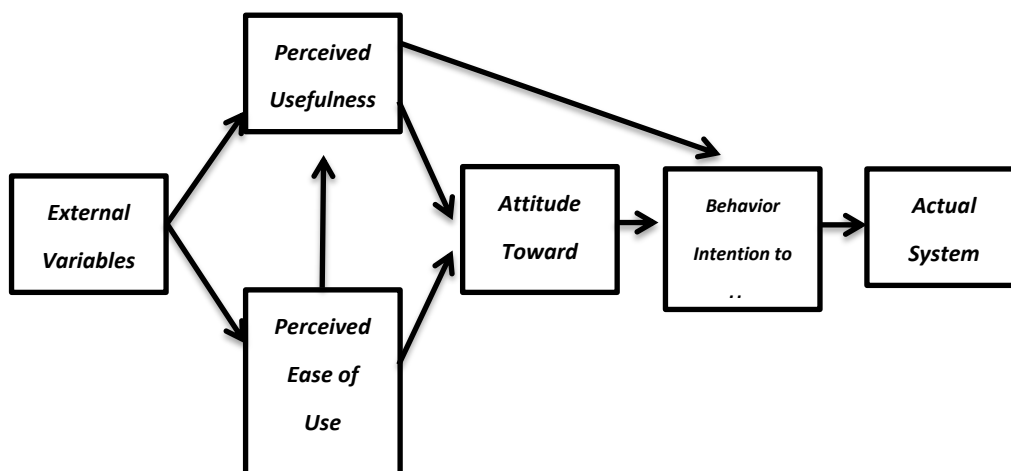 Perceived
Usefulness
External
Variables
Perceived
Ease of
Use
Attitude
Toward
Behavior
Intention to
Actual
System